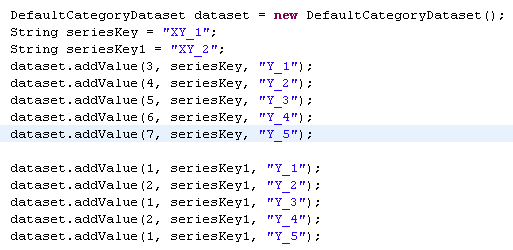 DefaultCategoryDataset dataset = new DefaultCategoryDataset();
String seriesKey = "XY_1";
String seriesKey1 = "XY_2";
dataset.addValue(3, seriesKey, "Y_1");
dataset.addValue(4, seriesKey, "Y_2");
dataset.addValue(5, seriesKey, "Y_3");
dataset.addValue(6, seriesKey, "Y_4");
dataset.addValue(7, seriesKey, "Y_5");
dataset.addValue(1, seriesKey1, "Y_1");
dataset.addValue(2, seriesKey1, "Y_2");
dataset.addValue(1, seriesKey1, "Y_3");
dataset.addValue(2, seriesKey1, "Y_4");
dataset.addValue(1, seriesKey1, "Y_5");